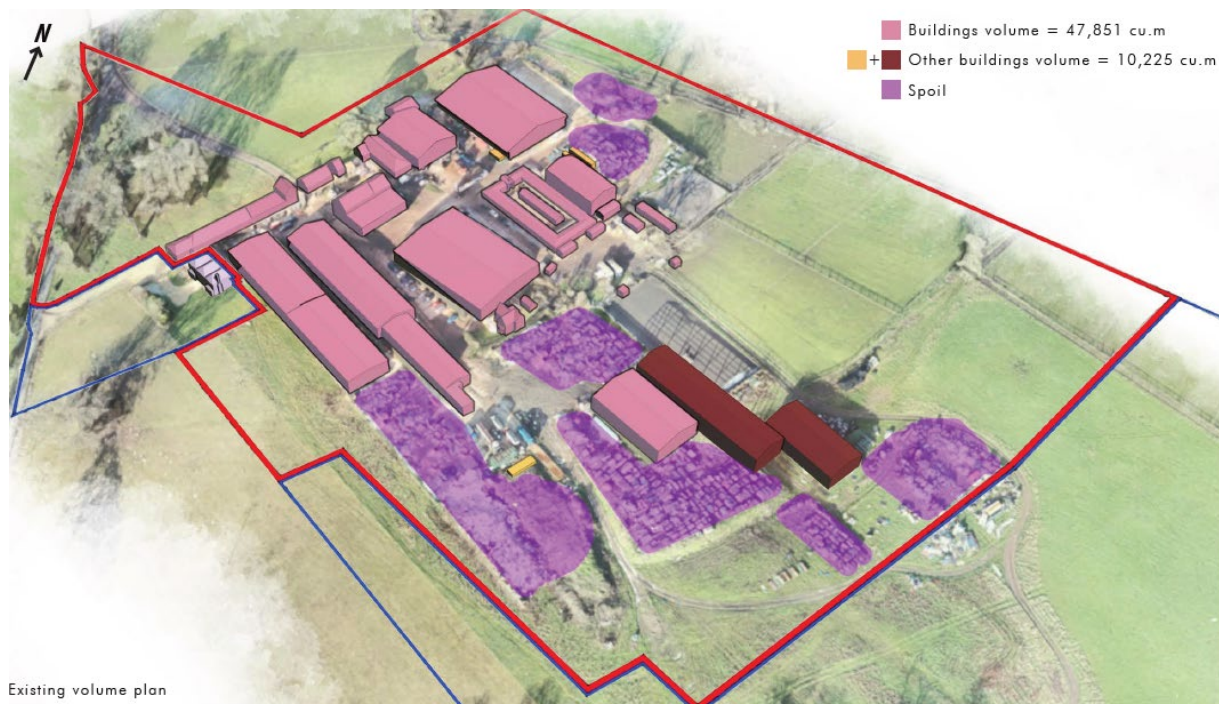 N
Buildings volume = 47,851 cu.m
+ Other buildings volume = 10,225 cu.m
Spoil
Existing volume plan